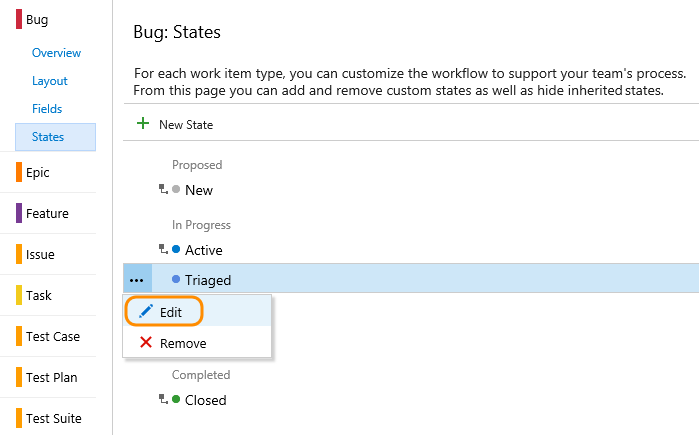 Bug
Overview
Layout
Fields
States
Epic
Feature
Issue
Task
Test Case
Test Plan
Test Suite
Bug: States
For each work item type, you can customize the workflow to support your team's process.
From this page you can add and remove custom states as well as hide inherited states.
New State
Proposed
New
In Progress
Active
... Triaged
Edit
Remove
Completed
Closed